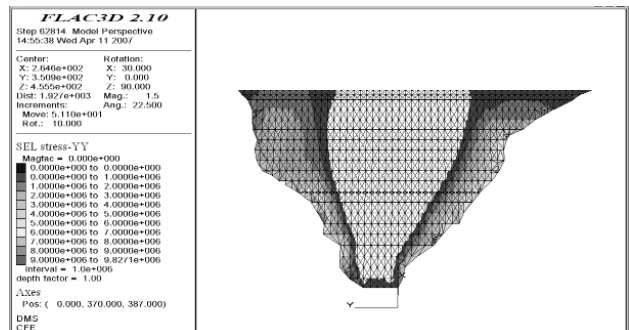 FLAC3D 2.10
Step 62814 Model Perspective
14:55:38 Wed Apr 11 2007
Center: Rotation:
X: 2.646e+002 X: 30.000
Y: 3.509e+002 Y: 0.000
Z: 4.555e+002 Z: 90.000
Dist: 1.927e+003 Mag.: 1.5
Increments: Ang.: 22.500
Move: 5.110e+001
Rot.: 10.000
SEL stress-YY
Magfac = 0.000e+000
0.0000e+000 to 0.0000e+000
0.0000e+000 to 1.0000e+006
1.0000e+006 to 2.0000e+006
2.0000e+006 to 3.0000e+006
3.0000e+006 to 4.0000e+006
4.0000e+006 to 5.0000e+006
5.0000e+006 to 6.0000e+006
6.0000e+006 to 7.0000e+006
7.0000e+006 to 8.0000e+006
8.0000e+006 to 9.0000e+006
9.0000e+006 to 9.8271e+006
Interval = 1.0e+006
depth factor = 1.00
Axes
Pos: ( 0.000, 370.000, 387.000)
DMS
CFE
X
Y